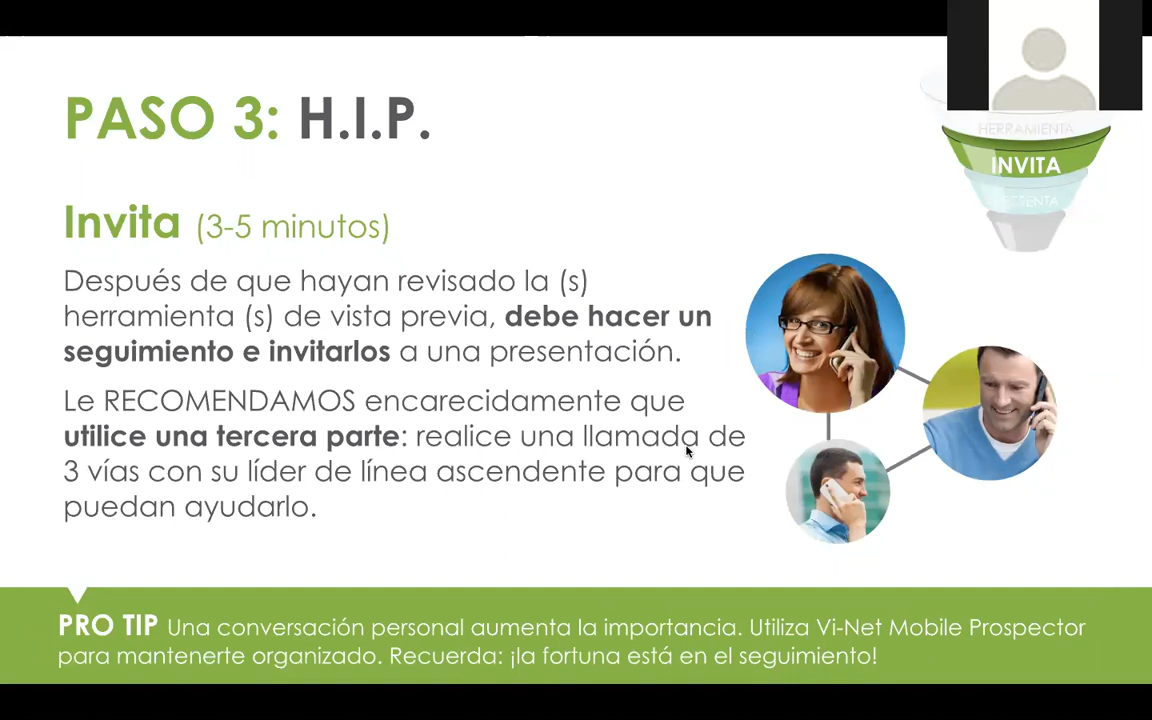 PASO 3: H.I.P.
HERRAMIENTA
INVITA
Invita (3-5 minutos)
Después de que hayan revisado la (s)
herramienta (s) de vista previa, debe hacer un
seguimiento e invitarlos a una presentación.
Le RECOMENDAMOS encarecidamente que
utilice una tercera parte: realice una llamada de
3 vías con su líder de línea ascendente para que
puedan ayudarlo.
PRO TIP Una conversación personal aumenta la importancia. Utiliza Vi-Net Mobile Prospector
para mantenerte organizado. Recuerda: ¡la fortuna está en el seguimiento!